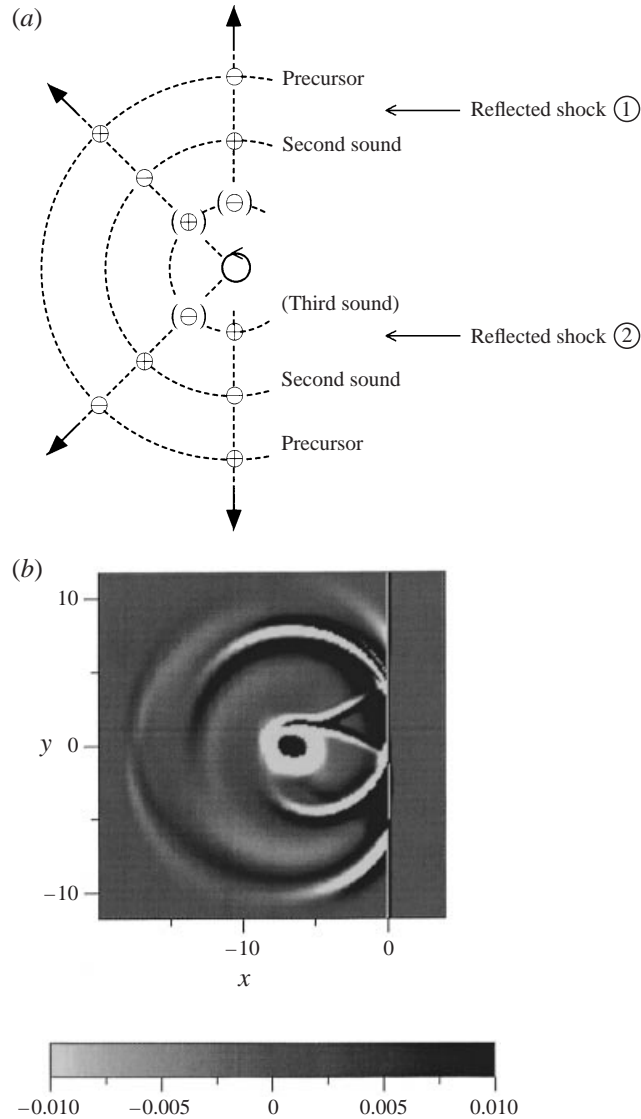 (a)
Precursor
Reflected shock 1
Second sound
(Third sound)
Reflected shock 2
Second sound
Precursor
(b)
10
y 0
–10
–10 0
x
–0.010 –0.005 0 0.005 0.010